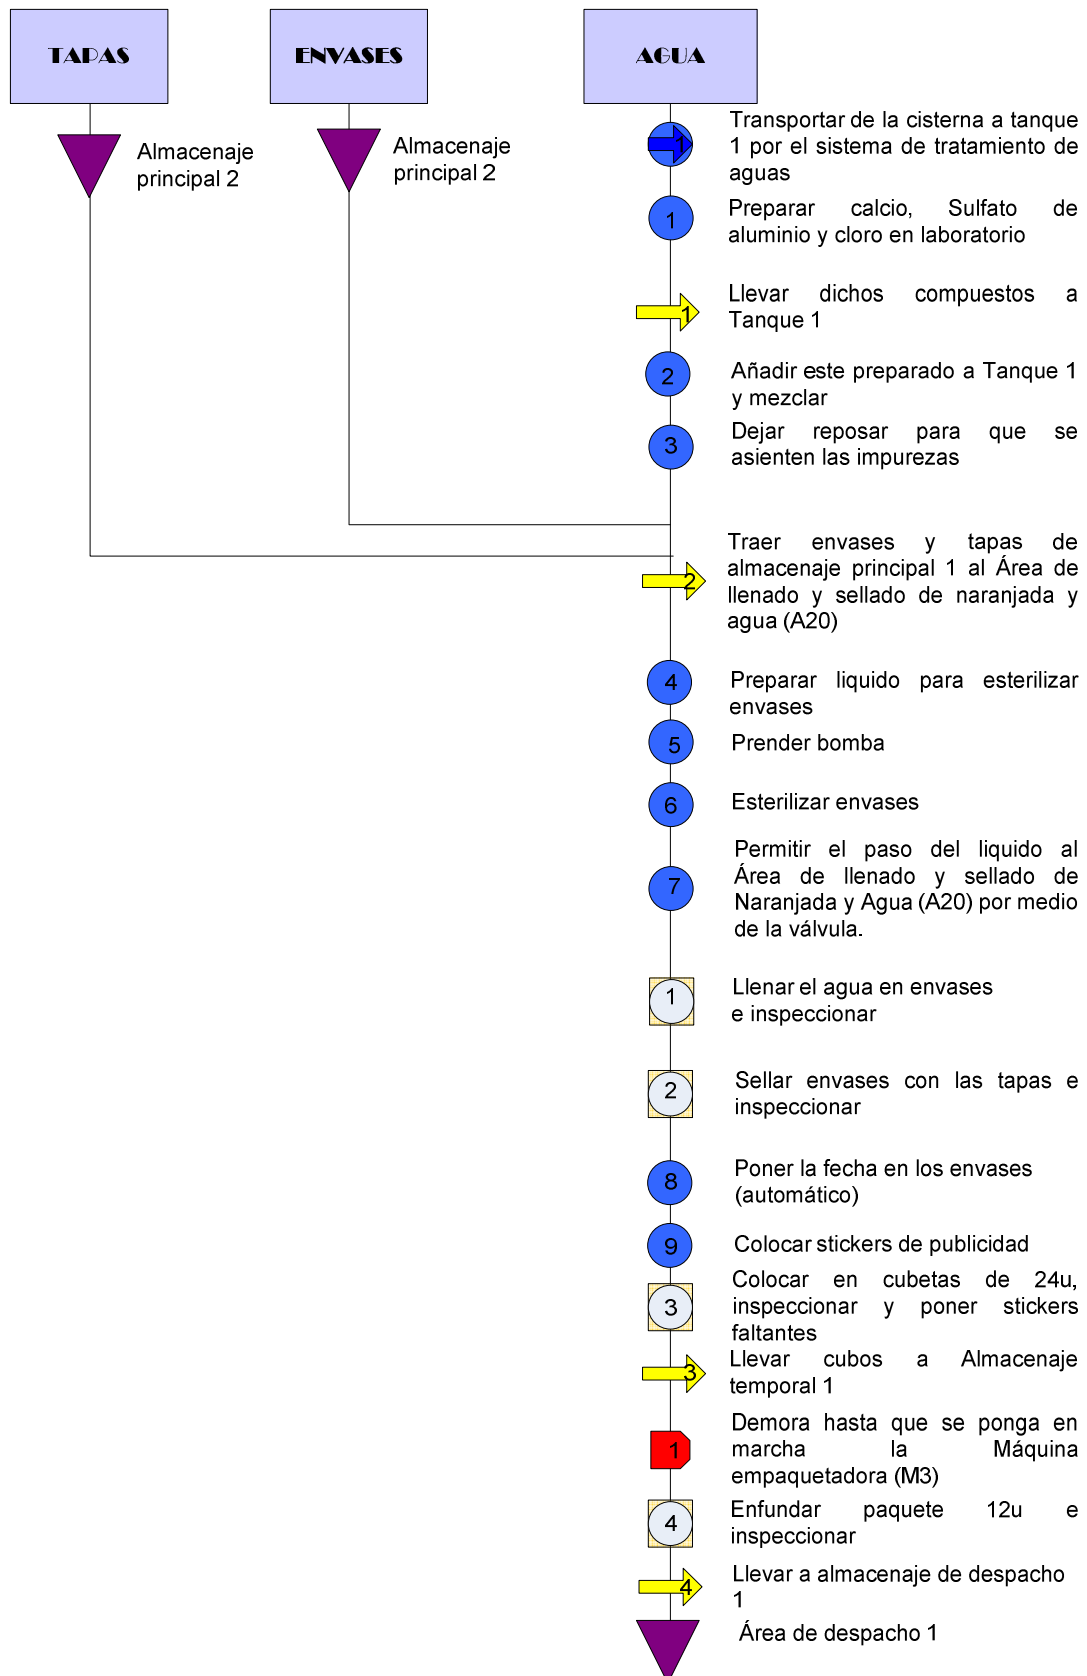 TAPAS
ENVASES
AGUA
Almacenaje
principal 2
Almacenaje
principal 2
1
Transportar de la cisterna a tanque
1 por el sistema de tratamiento de
aguas
1
Preparar calcio, Sulfato de
aluminio y cloro en laboratorio
1
Llevar dichos compuestos a
Tanque 1
2
Añadir este preparado a Tanque 1
y mezclar
3
Dejar reposar para que se
asienten las impurezas
2
Traer envases y tapas de
almacenaje principal 1 al Área de
llenado y sellado de naranjada y
agua (A20)
4
Preparar liquido para esterilizar
envases
5
Prender bomba
6
Esterilizar envases
7
Permitir el paso del liquido al
Área de llenado y sellado de
Naranjada y Agua (A20) por medio
de la válvula.
1
Llenar el agua en envases
e inspeccionar
2
Sellar envases con las tapas e
inspeccionar
8
Poner la fecha en los envases
(automático)
9
Colocar stickers de publicidad
3
Colocar en cubetas de 24u,
inspeccionar y poner stickers
faltantes
3
Llevar cubos a Almacenaje
temporal 1
1
Demora hasta que se ponga en
marcha la Máquina
empaquetadora (M3)
4
Enfundar paquete 12u e
inspeccionar
4
Llevar a almacenaje de despacho
1
Área de despacho 1